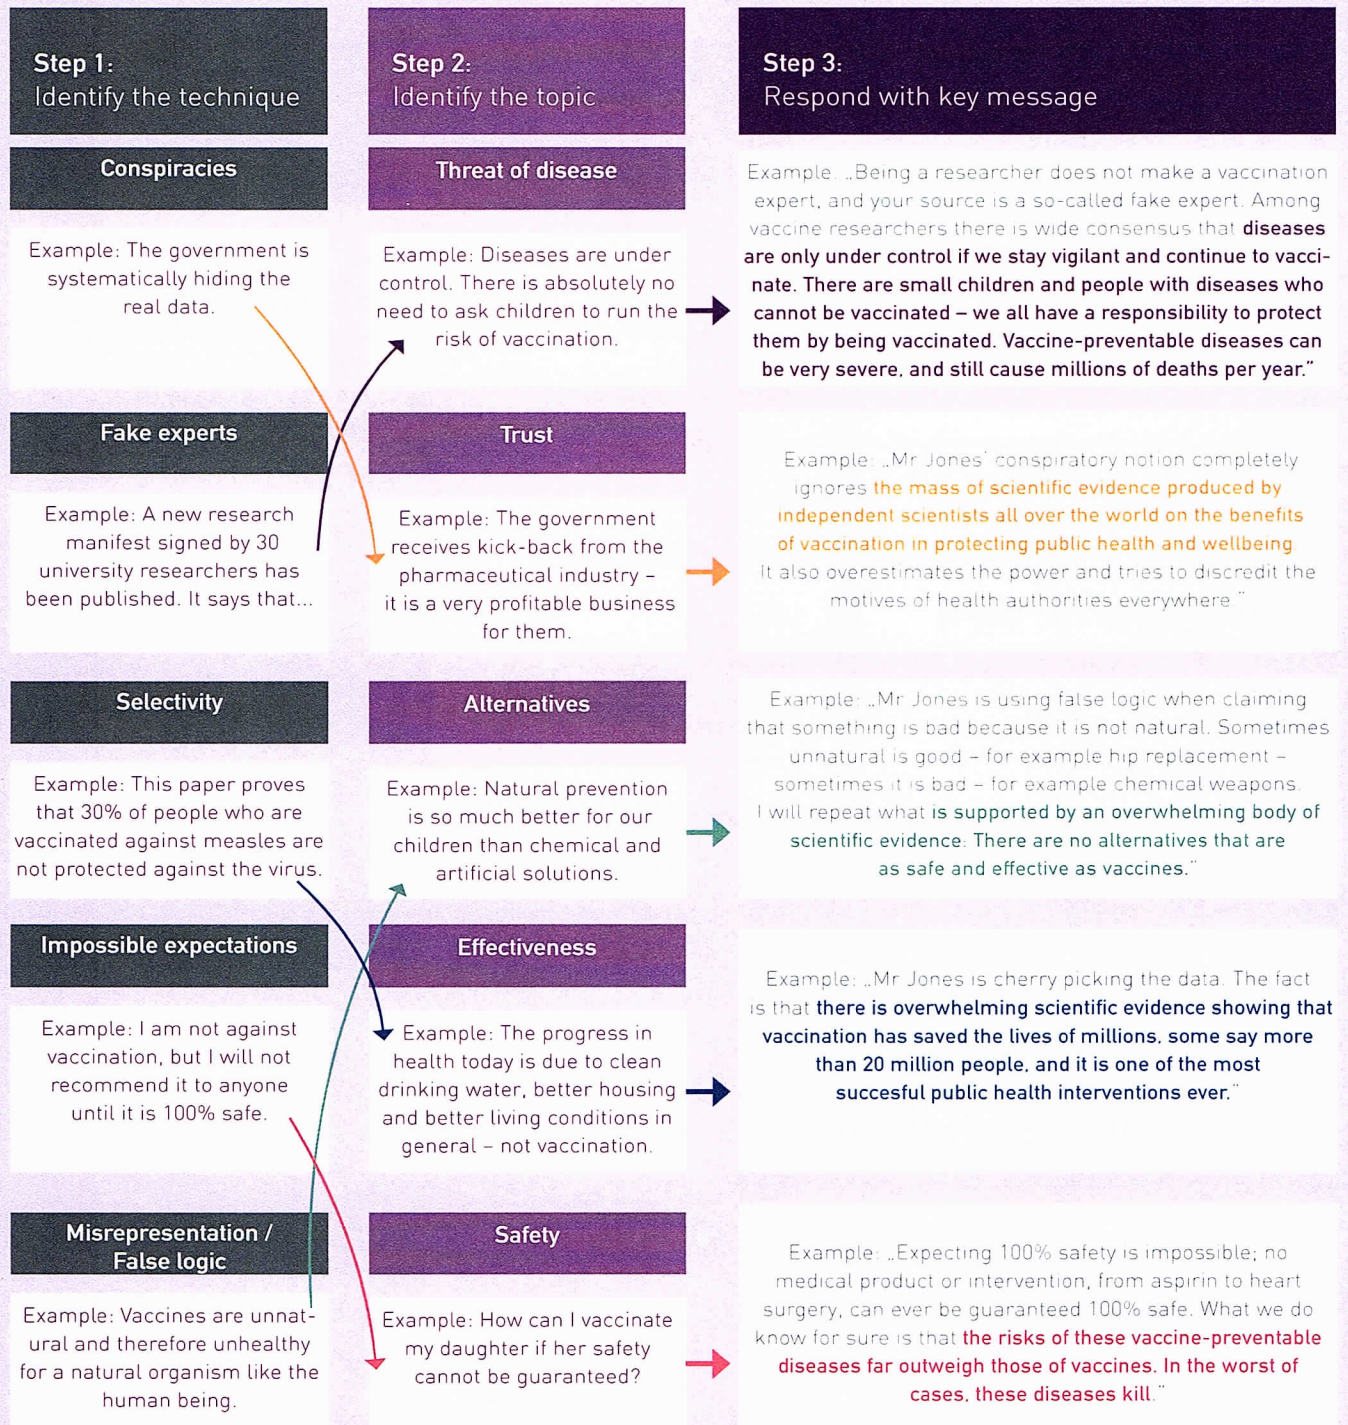 Step 1:
Identify the technique
Step 2:
Identify the topic
Step 3:
Respond with key message
Conspiracies
Example: The government is
systematically hiding the
real data.
Threat of disease
Example: Diseases are under
control. There is absolutely no
need to ask children to run the
risk of vaccination.
Example: „Being a researcher does not make a vaccination
expert, and your source is a so-called fake expert. Among
vaccine researchers there is wide consensus that diseases
are only under control if we stay vigilant and continue to vacci-
nate. There are small children and people with diseases who
cannot be vaccinated – we all have a responsibility to protect
them by being vaccinated. Vaccine-preventable diseases can
be very severe, and still cause millions of deaths per year.”
Fake experts
Example: A new research
manifest signed by 30
university researchers has
been published. It says that...
Trust
Example: The government
receives kick-back from the
pharmaceutical industry –
it is a very profitable business
for them.
Example: „Mr Jones’ conspiratory notion completely
ignores the mass of scientific evidence produced by
independent scientists all over the world on the benefits
of vaccination in protecting public health and wellbeing
It also overestimates the power and tries to discredit the
motives of health authorities everywhere.”
Selectivity
Example: This paper proves
that 30% of people who are
vaccinated against measles are
not protected against the virus.
Alternatives
Example: Natural prevention
is so much better for our
children than chemical and
artificial solutions.
Example: „Mr Jones is using false logic when claiming
that something is bad because it is not natural. Sometimes
unnatural is good – for example hip replacement –
sometimes it is bad – for example chemical weapons.
I will repeat what is supported by an overwhelming body of
scientific evidence: There are no alternatives that are
as safe and effective as vaccines.”
Impossible expectations
Example: I am not against
vaccination, but I will not
recommend it to anyone
until it is 100% safe.
Effectiveness
Example: The progress in
health today is due to clean
drinking water, better housing
and better living conditions in
general – not vaccination.
Example: „Mr Jones is cherry picking the data. The fact
is that there is overwhelming scientific evidence showing that
vaccination has saved the lives of millions, some say more
than 20 million people, and it is one of the most
succesful public health interventions ever.”
Misrepresentation /
False logic
Example: Vaccines are unnat-
ural and therefore unhealthy
for a natural organism like the
human being.
Safety
Example: How can I vaccinate
my daughter if her safety
cannot be guaranteed?
Example: „Expecting 100% safety is impossible; no
medical product or intervention, from aspirin to heart
surgery, can ever be guaranteed 100% safe. What we do
know for sure is that the risks of these vaccine-preventable
diseases far outweigh those of vaccines. In the worst of
cases, these diseases kill.”